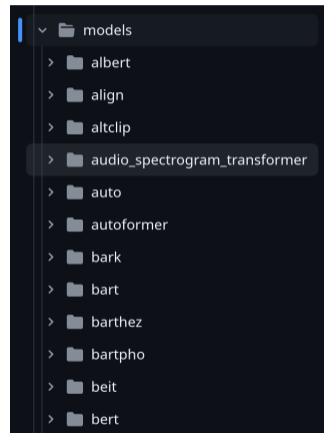 models
albert
align
altclip
audio_spectrogram_transformer
auto
autoformer
bark
bart
barthez
bartpho
beit
bert